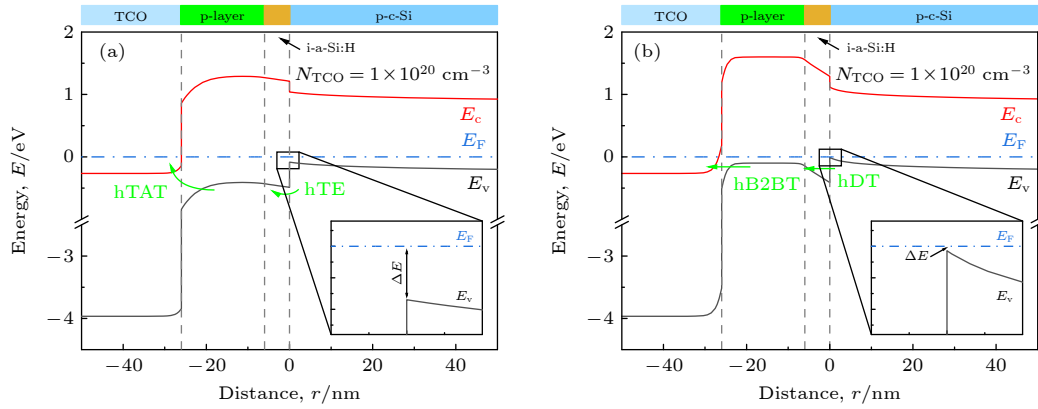 TCO p-layer p-c-Si
(a) i-a-Si:H
N_TCO = 1×10^20 cm^−3
E_c
E_F
E_v
hTAT hTE
E_F
ΔE
E_v
2
1
0
−3
−4
Energy, E/eV
−40 −20 0 20 40
Distance, r/nm
TCO p-layer p-c-Si
(b) i-a-Si:H
N_TCO = 1×10^20 cm^−3
E_c
E_F
E_v
hB2BT hDT
E_F
ΔE
E_v
2
1
0
−3
−4
Energy, E/eV
−40 −20 0 20 40
Distance, r/nm